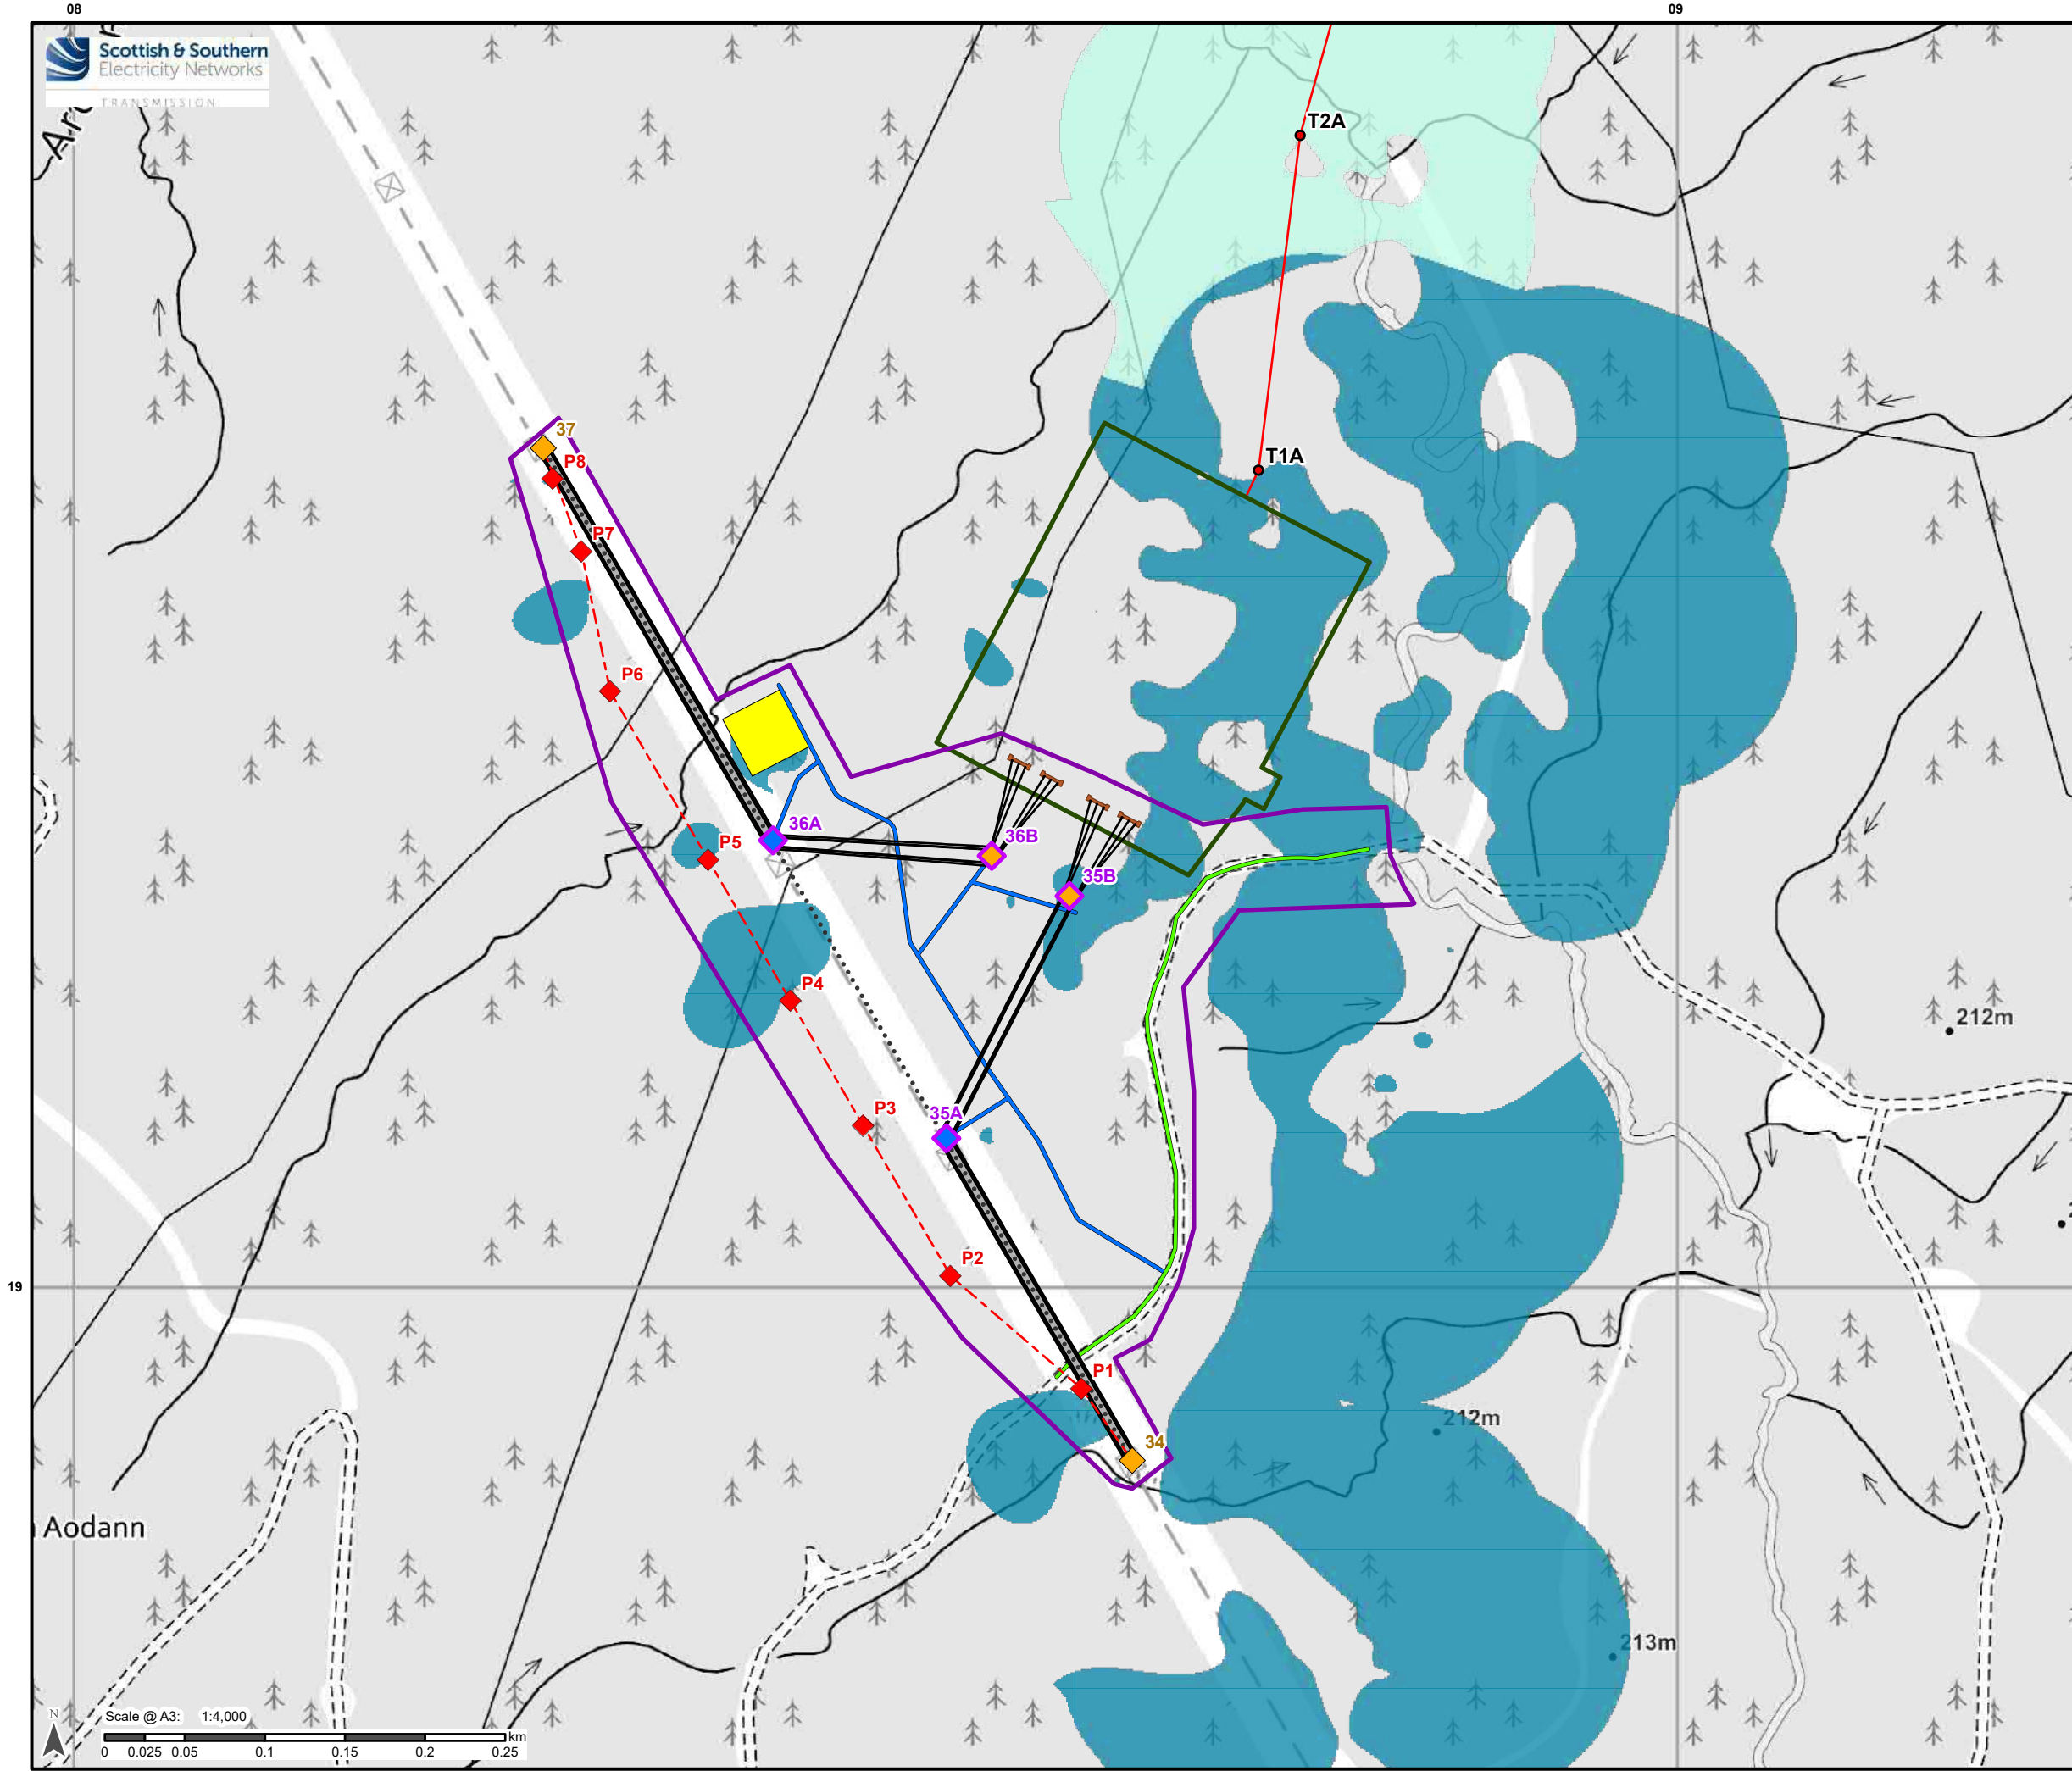 08
09
Scottish & Southern
Electricity Networks
TRANSMISSION
T2A
37
P8
T1A
P7
P6
36A
36B
P5
35B
P4
212m
P3
35A
P2
19
P1
212m
34
Aodann
213m
N
Scale @ A3: 1:4,000
km
0 0.025 0.05 0.1 0.15 0.2 0.25